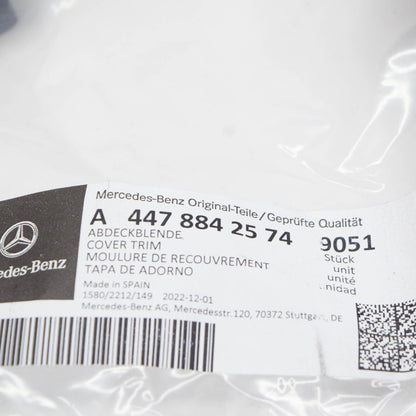 Mercedes-Benz Original-Teile/Geprüfte Qualität
A 447 884 25 74 9051
ABDECKBLENDE
COVER TRIM
MOULURE DE RECOUVREMENT
TAPA DE ADORNO
Stück
unit
unité
unidad
Made in SPAIN
1580/2212/149 2022-12-01
Mercedes-Benz AG, Mercedesstr.120, 70372 Stuttgart, DE
cedes-Benz